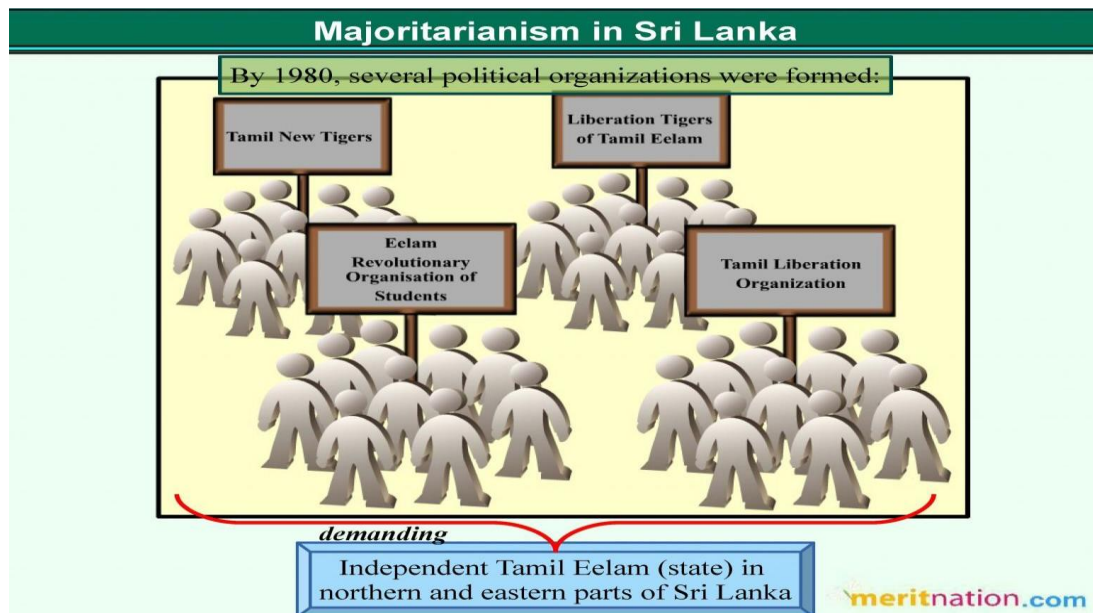 Majoritarianism in Sri Lanka
By 1980, several political organizations were formed:
Tamil New Tigers
Liberation Tigers
of Tamil Eelam
Eelam
Revolutionary
Organisation of
Students
Tamil Liberation
Organization
demanding
Independent Tamil Eelam (state) in
northern and eastern parts of Sri Lanka
meritnation.com